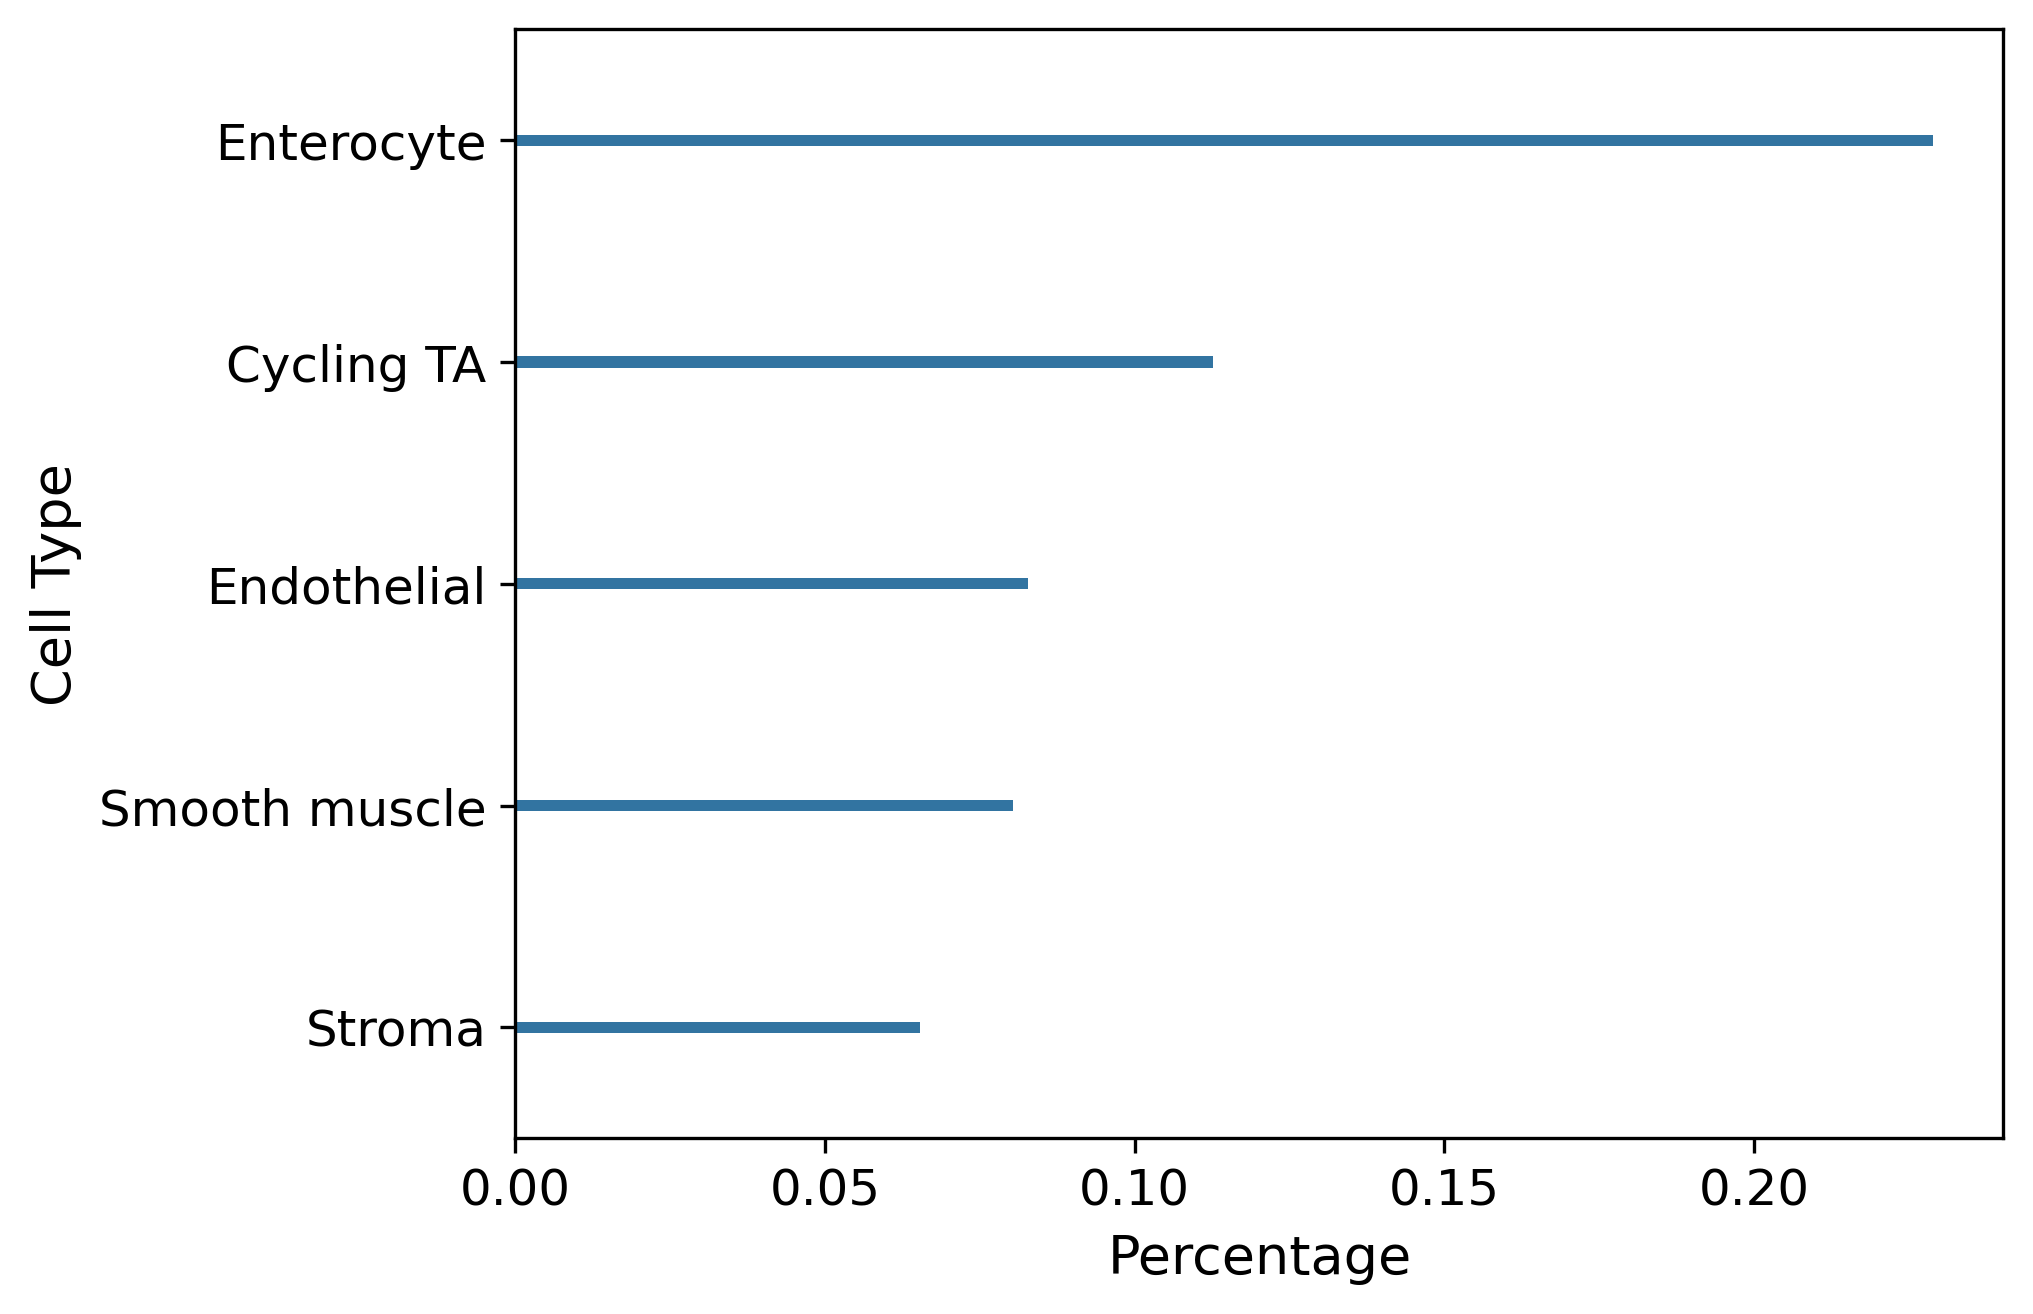 Cell Type
Enterocyte
Cycling TA
Endothelial
Smooth muscle
Stroma
0.00 0.05 0.10 0.15 0.20
Percentage